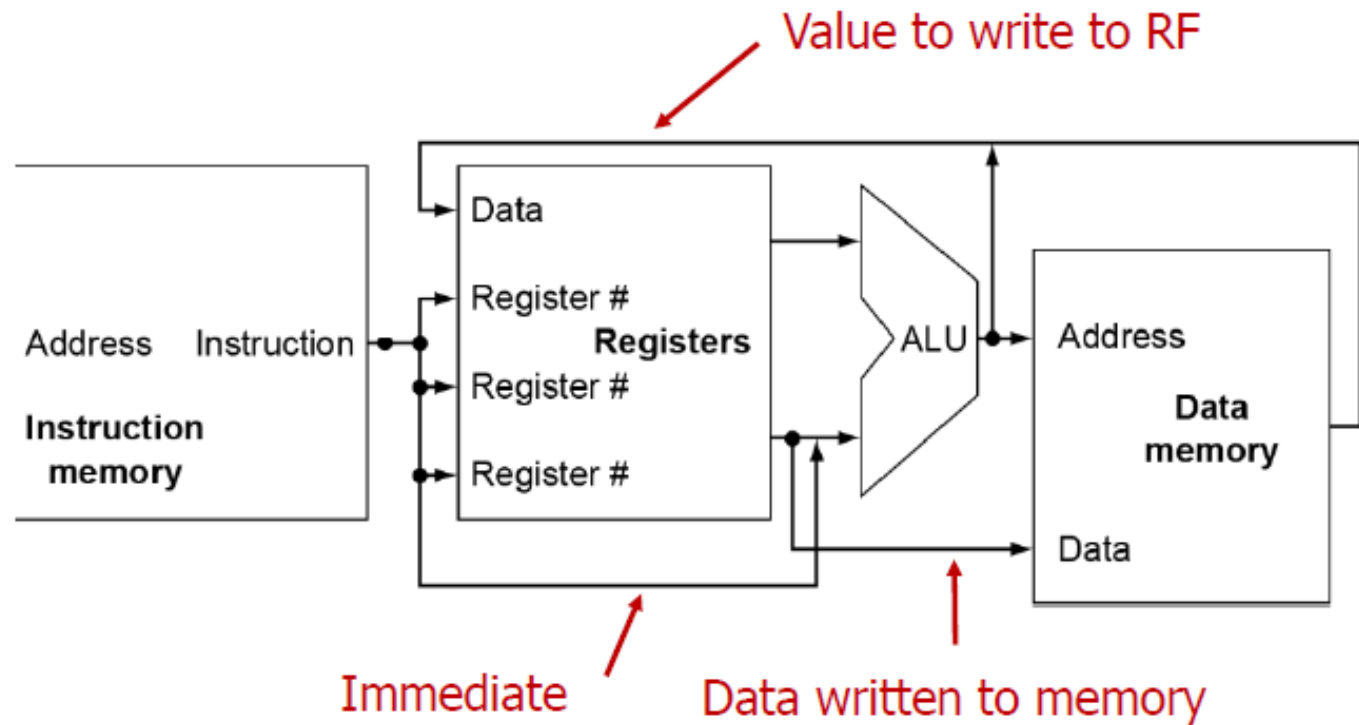 Value to write to RF
Data
Register #
Registers
Register #
Register #
Address
Instruction
Instruction
memory
ALU
Address
Data
memory
Data
Immediate
Data written to memory